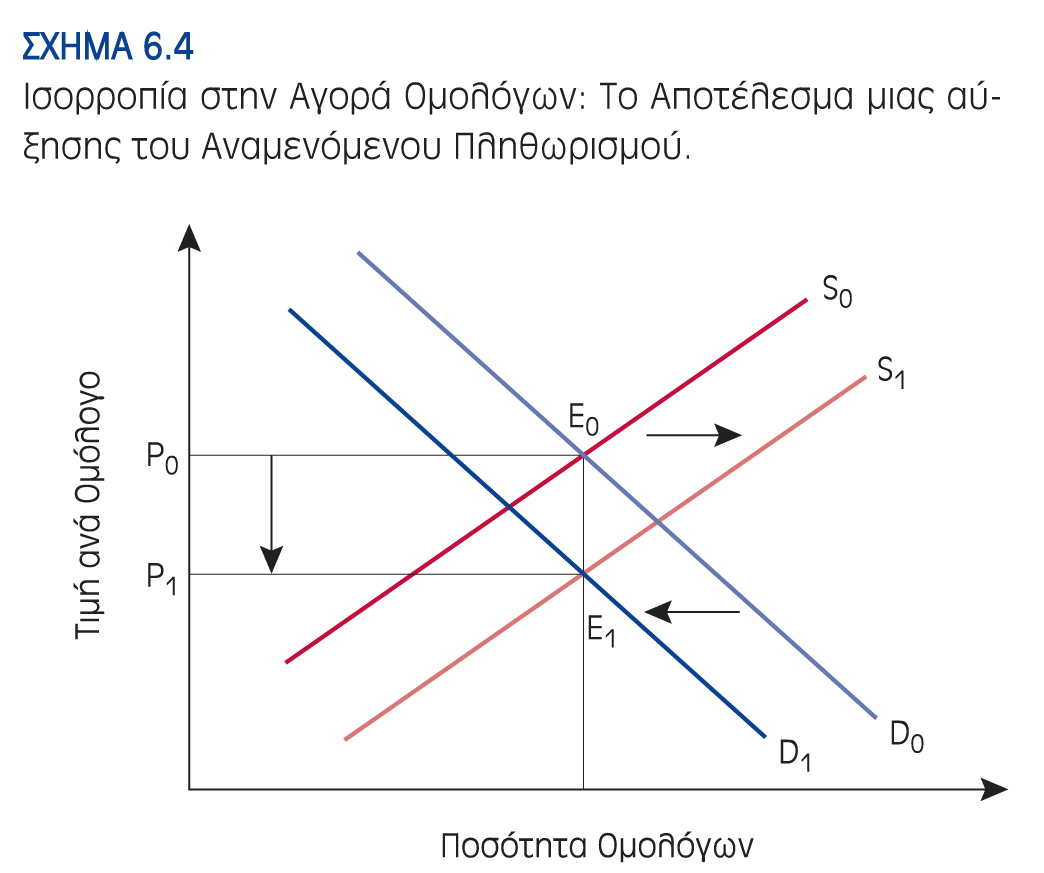 ΣΧΗΜΑ 6.4
Ισορροπία στην Αγορά Ομολόγων: Το Αποτέλεσμα μιας αύ-
ξησης του Αναμενόμενου Πληθωρισμού.
S0
S1
E0
P0
Τιμή ανά Ομόλογο
P1
E1
D0
D1
Ποσότητα Ομολόγων